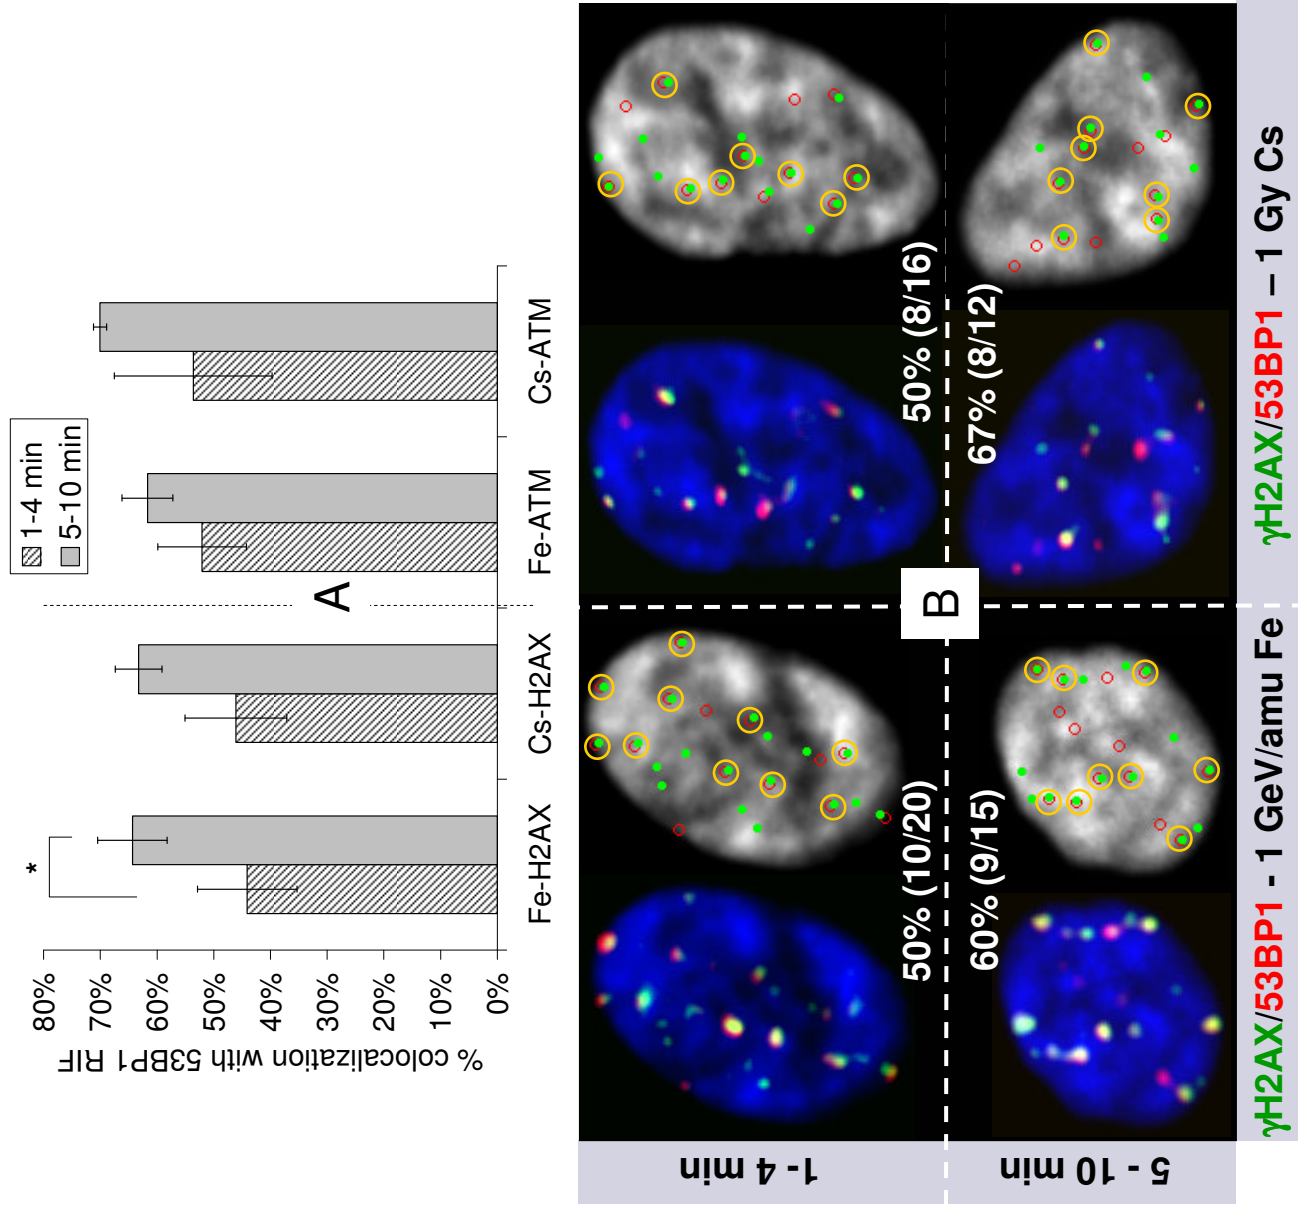 % colocalization with 53BP1 RIF
80%
70%
60%
50%
40%
30%
20%
10%
0%
*
1-4 min
5-10 min
Fe-H2AX
Cs-H2AX
Fe-ATM
Cs-ATM
A
1- 4 min
5 - 10 min
50% (10/20)
50% (8/16)
60% (9/15)
67% (8/12)
B
γH2AX/53BP1 - 1 GeV/amu Fe
γH2AX/53BP1 – 1 Gy Cs